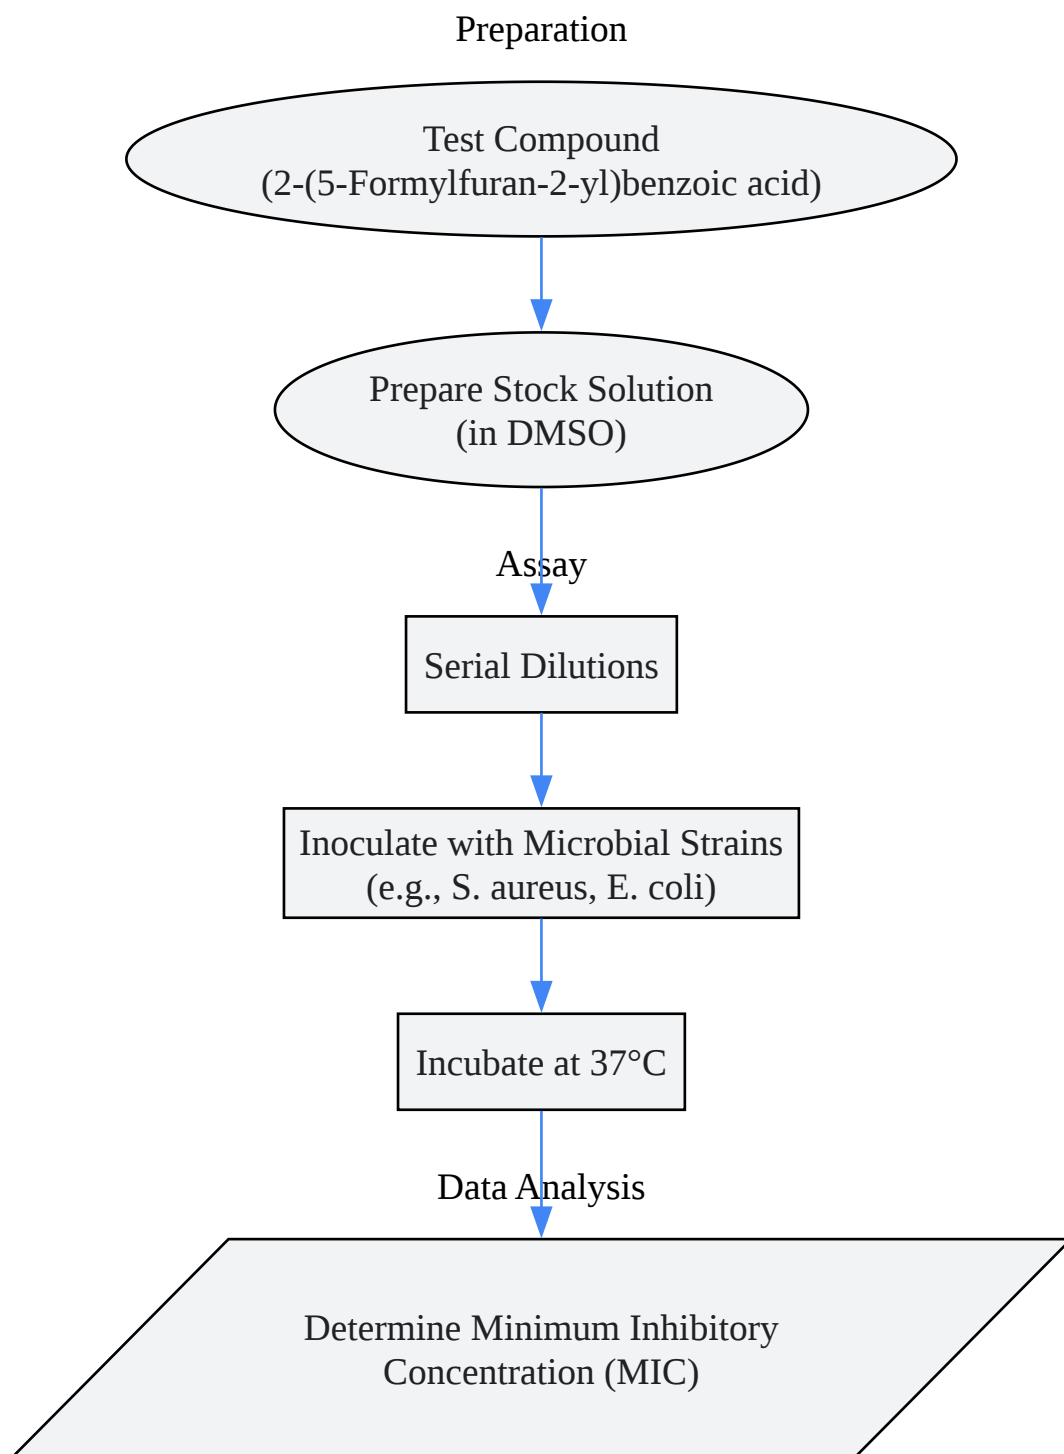 Preparation
Test Compound
(2-(5-Formylfuran-2-yl)benzoic acid)
Prepare Stock Solution
(in DMSO)
Assay
Serial Dilutions
Inoculate with Microbial Strains
(e.g., S. aureus, E. coli)
Incubate at 37°C
Data Analysis
Determine Minimum Inhibitory
Concentration (MIC)